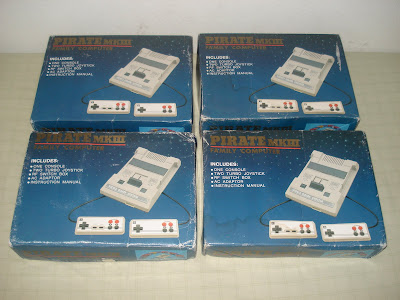 PIRATE MKIII
FAMILY COMPUTER
INCLUDES:
● ONE CONSOLE
● TWO TURBO JOYSTICK
● RF SWITCH BOX
● AC ADAPTOR
● INSTRUCTION MANUAL
PIRATE MKIII
FAMILY COMPUTER
INCLUDES:
● ONE CONSOLE
● TWO TURBO JOYSTICK
● RF SWITCH BOX
● AC ADAPTOR
● INSTRUCTION MANUAL
PIRATE MKIII
FAMILY COMPUTER
INCLUDES:
● ONE CONSOLE
● TWO TURBO JOYSTICK
● RF SWITCH BOX
● AC ADAPTOR
● INSTRUCTION MANUAL
PIRATE MKIII
FAMILY COMPUTER
INCLUDES:
● ONE CONSOLE
● TWO TURBO JOYSTICK
● RF SWITCH BOX
● AC ADAPTOR
● INSTRUCTION MANUAL